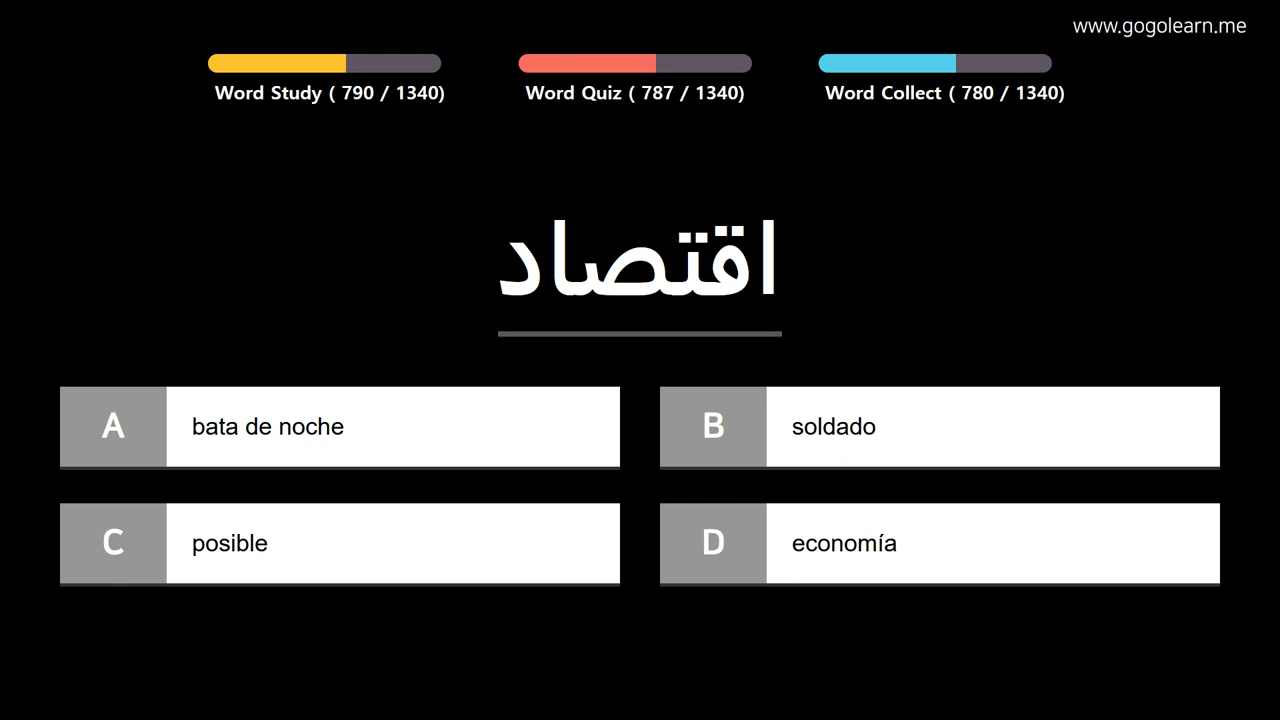 www.gogolearn.me
Word Study ( 790 / 1340)
Word Quiz ( 787 / 1340)
Word Collect ( 780 / 1340)
اقتصاد
A bata de noche
B soldado
C posible
D economía